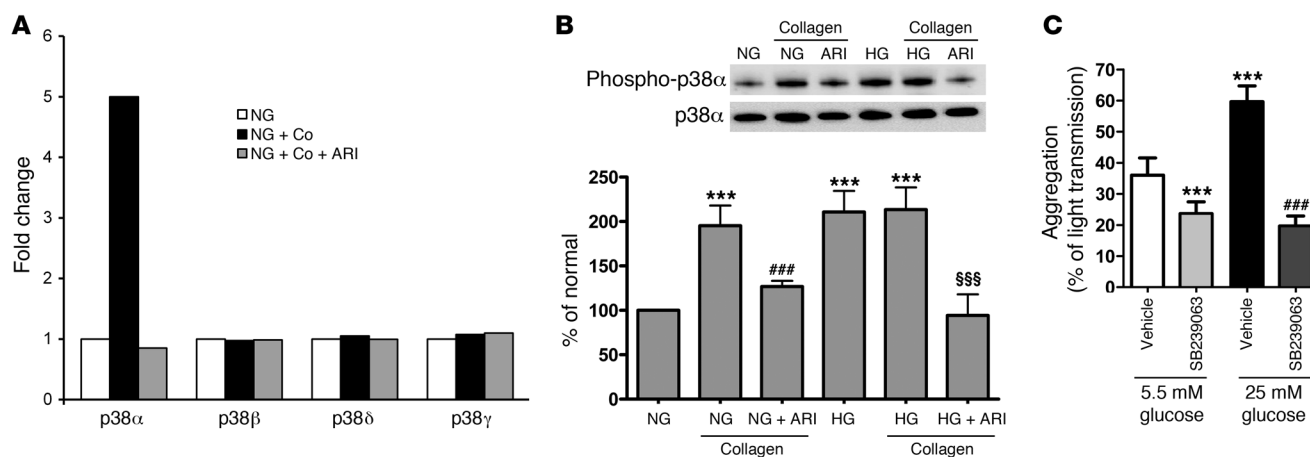 A
6
5
4
3
2
1
0
Fold change
NG
NG + Co
NG + Co + ARI
p38α p38β p38δ p38γ
B
Collagen Collagen
NG NG ARI HG HG ARI
Phospho-p38α
p38α
250
200
150
100
50
0
% of normal
*** ### *** *** §§§
NG NG NG + ARI HG HG HG + ARI
Collagen Collagen
C
70
60
50
40
30
20
10
0
Aggregation
(% of light transmission)
*** *** ###
Vehicle SB239063 Vehicle SB239063
5.5 mM 25 mM
glucose glucose